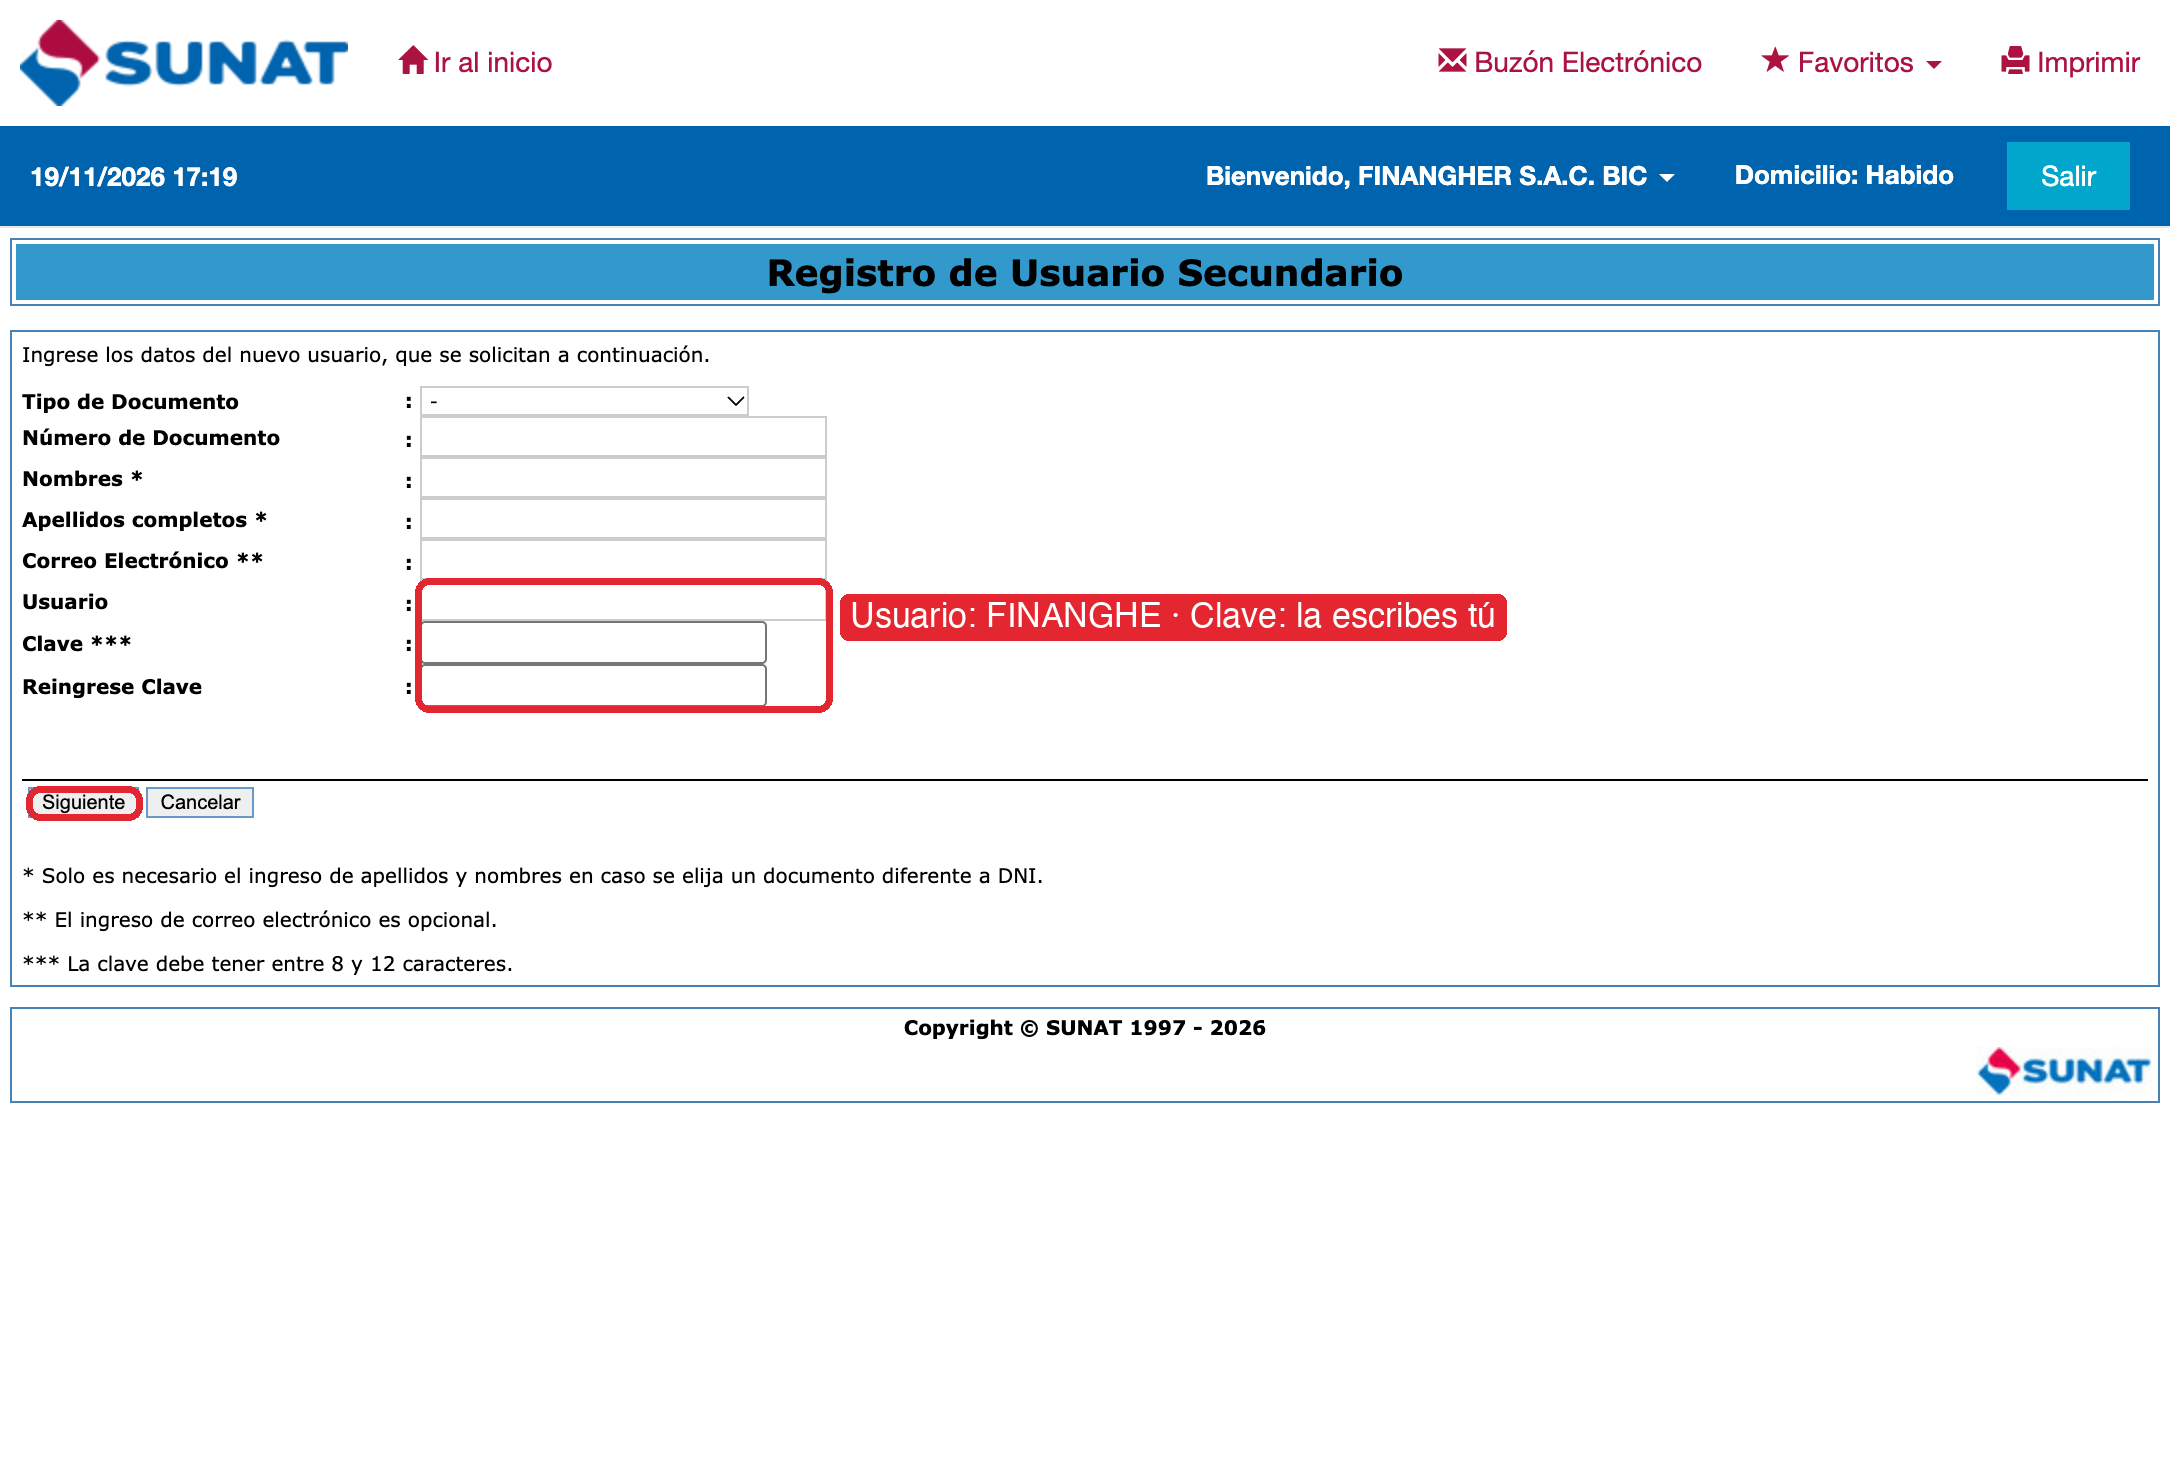 SUNAT
Ir al inicio
Buzón Electrónico
Favoritos
Imprimir
19/11/2026 17:19
Bienvenido, FINANGHER S.A.C. BIC
Domicilio: Habido
Salir
Registro de Usuario Secundario
Ingrese los datos del nuevo usuario, que se solicitan a continuación.
Tipo de Documento : -
Número de Documento :
Nombres * :
Apellidos completos * :
Correo Electrónico ** :
Usuario :
Usuario: FINANGHE · Clave: la escribes tú
Clave *** :
Reingrese Clave :
Siguiente Cancelar
* Solo es necesario el ingreso de apellidos y nombres en caso se elija un documento diferente a DNI.
** El ingreso de correo electrónico es opcional.
*** La clave debe tener entre 8 y 12 caracteres.
Copyright © SUNAT 1997 - 2026
SUNAT